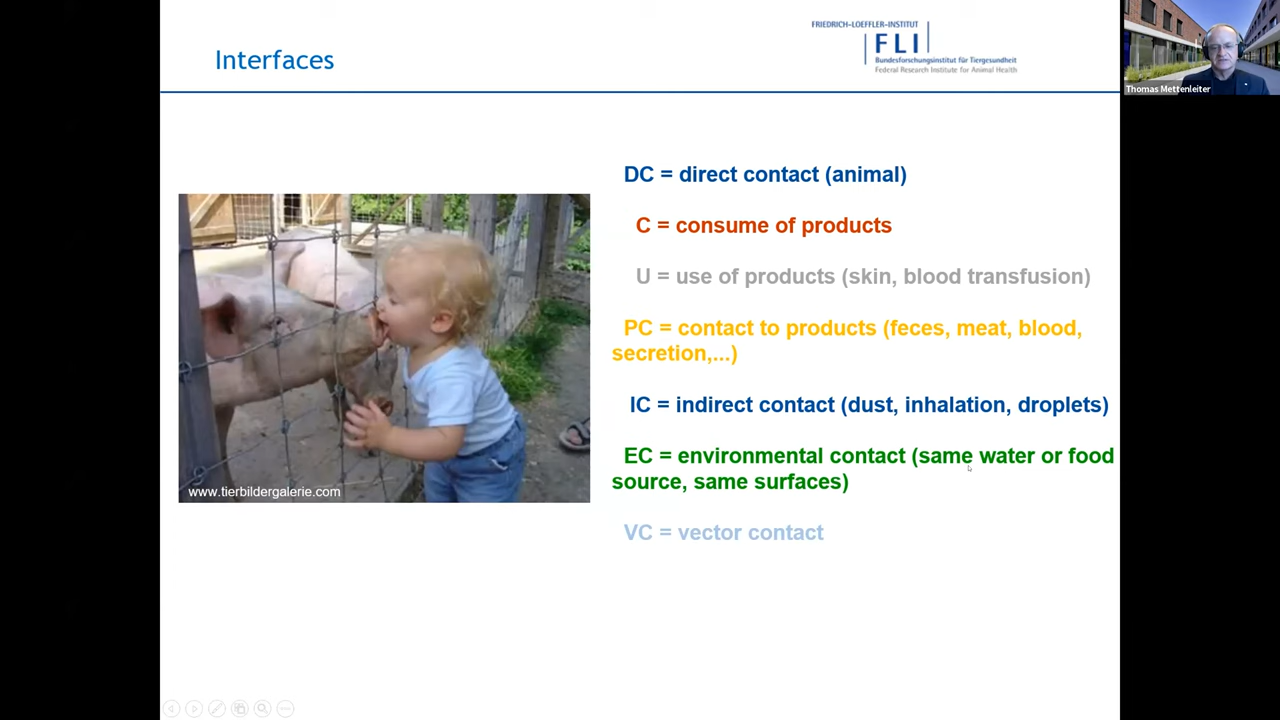 Interfaces
FRIEDRICH-LOEFFLER-INSTITUT
FLI
Bundesforschungsinstitut für Tiergesundheit
Federal Research Institute for Animal Health
Thomas Mettenleiter
DC = direct contact (animal)
C = consume of products
U = use of products (skin, blood transfusion)
PC = contact to products (feces, meat, blood,
secretion,...)
IC = indirect contact (dust, inhalation, droplets)
EC = environmental contact (same water or food
source, same surfaces)
VC = vector contact
www.tierbildergalerie.com